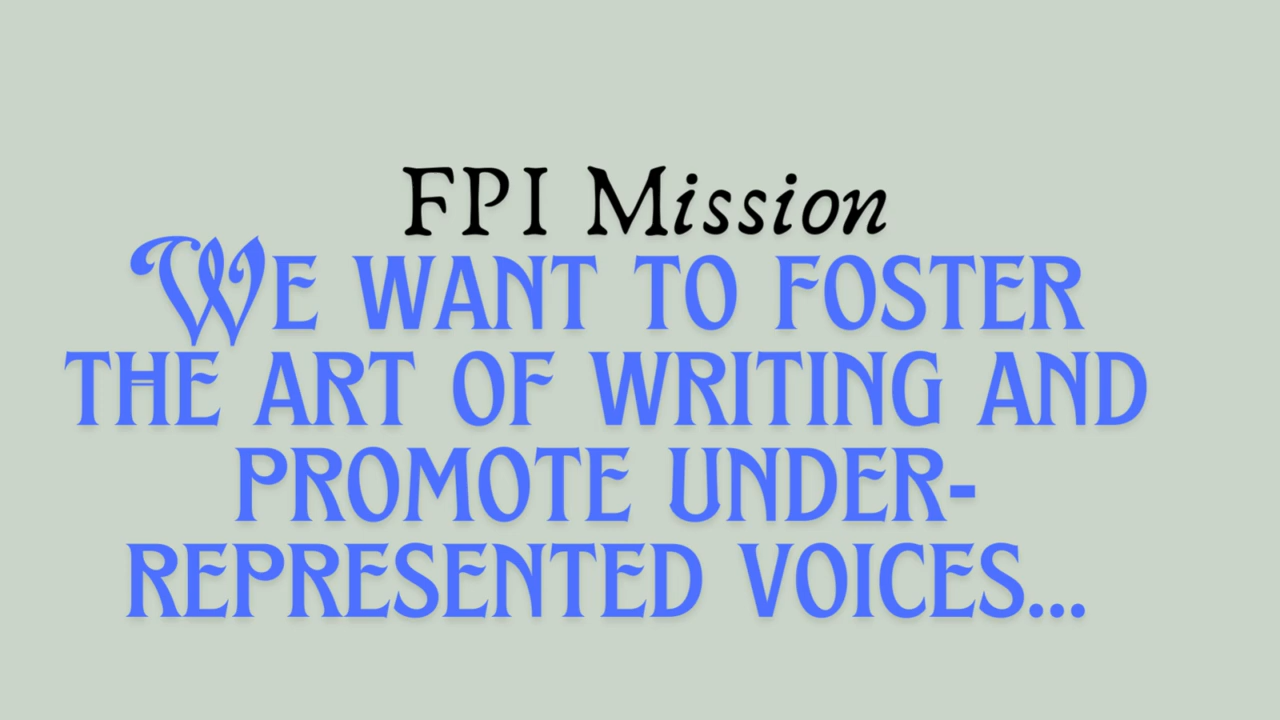 FPI Mission
WE WANT TO FOSTER
THE ART OF WRITING AND
PROMOTE UNDER-
REPRESENTED VOICES...